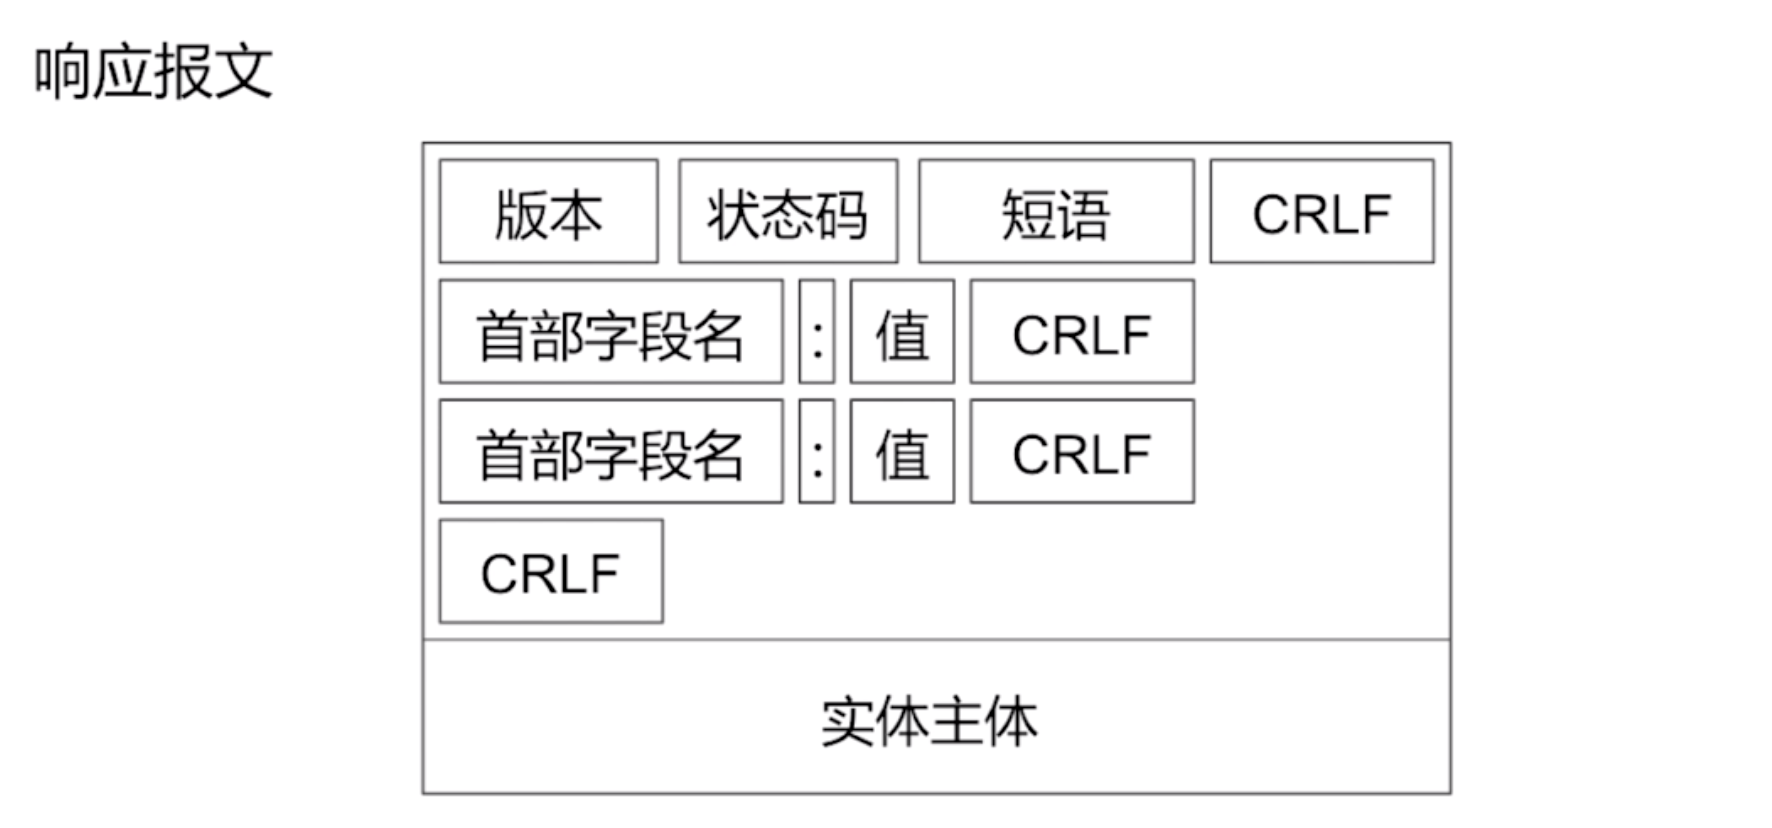 响应报文
版本 状态码 短语 CRLF
首部字段名 : 值 CRLF
首部字段名 : 值 CRLF
CRLF
实体主体